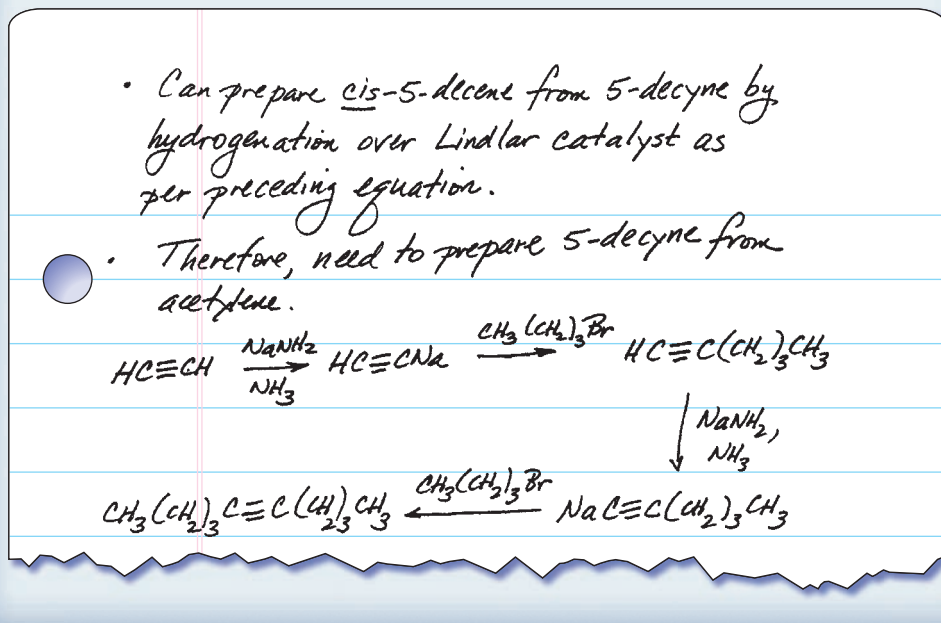 • Can prepare cis-5-decene from 5-decyne by
hydrogenation over Lindlar catalyst as
per preceding equation.
• Therefore, need to prepare 5-decyne from
acetylene.
HC≡CH NaNH₂ NH₃ → HC≡CNa CH₃(CH₂)₃Br → HC≡C(CH₂)₃CH₃
↓ NaNH₂,
NH₃
CH₃(CH₂)₃C≡C(CH₂)₃CH₃ ← CH₃(CH₂)₃Br NaC≡C(CH₂)₃CH₃